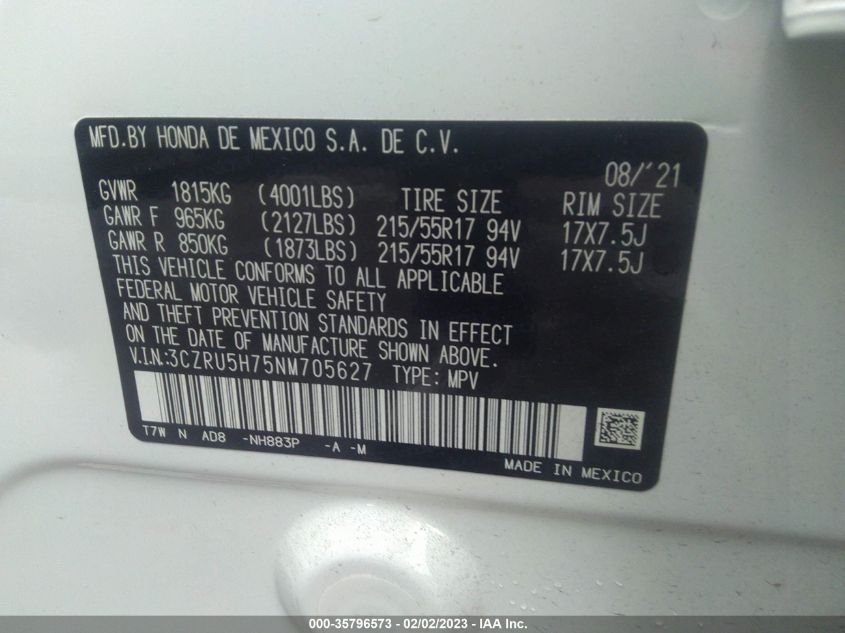 MFD.BY HONDA DE MEXICO S.A. DE C.V.
08/'21
GVWR 1815KG (4001LBS) TIRE SIZE RIM SIZE
GAWR F 965KG (2127LBS) 215/55R17 94V 17X7.5J
GAWR R 850KG (1873LBS) 215/55R17 94V 17X7.5J
THIS VEHICLE CONFORMS TO ALL APPLICABLE
FEDERAL MOTOR VEHICLE SAFETY
AND THEFT PREVENTION STANDARDS IN EFFECT
ON THE DATE OF MANUFACTURE SHOWN ABOVE.
V.I.N.:3CZRU5H75NM705627 TYPE: MPV
T7W N AD8 -NH883P -A -M
MADE IN MEXICO
000-35796573 - 02/02/2023 - IAA Inc.